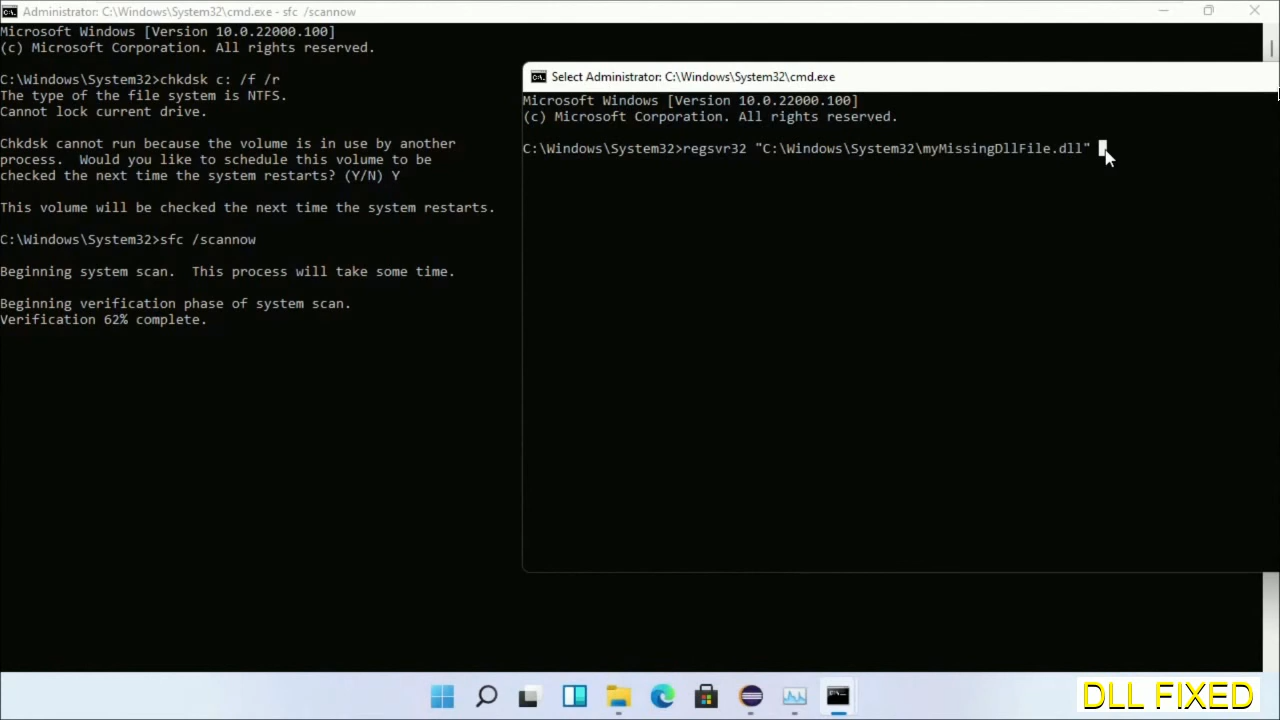 Administrator: C:\Windows\System32\cmd.exe - sfc /scannow
Microsoft Windows [Version 10.0.22000.100]
(c) Microsoft Corporation. All rights reserved.
C:\Windows\System32>chkdsk c: /f /r
The type of the file system is NTFS.
Cannot lock current drive.
Chkdsk cannot run because the volume is in use by another
process.  Would you like to schedule this volume to be
checked the next time the system restarts? (Y/N) Y
This volume will be checked the next time the system restarts.
C:\Windows\System32>sfc /scannow
Beginning system scan.  This process will take some time.
Beginning verification phase of system scan.
Verification 62% complete.
Select Administrator: C:\Windows\System32\cmd.exe
Microsoft Windows [Version 10.0.22000.100]
(c) Microsoft Corporation. All rights reserved.
C:\Windows\System32>regsvr32 "C:\Windows\System32\myMissingDllFile.dll"
DLL FIXED